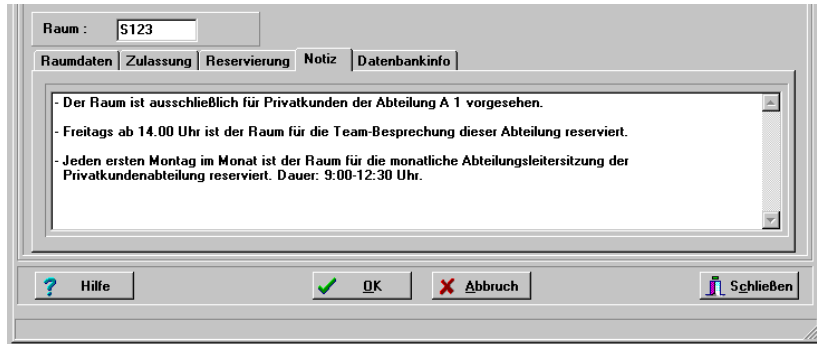 Raum : S123
Raumdaten Zulassung Reservierung Notiz Datenbankinfo
- Der Raum ist ausschließlich für Privatkunden der Abteilung A 1 vorgesehen.
- Freitags ab 14.00 Uhr ist der Raum für die Team-Besprechung dieser Abteilung reserviert.
- Jeden ersten Montag im Monat ist der Raum für die monatliche Abteilungsleitersitzung der
Privatkundenabteilung reserviert. Dauer: 9:00-12:30 Uhr.
? Hilfe OK Abbruch Schließen